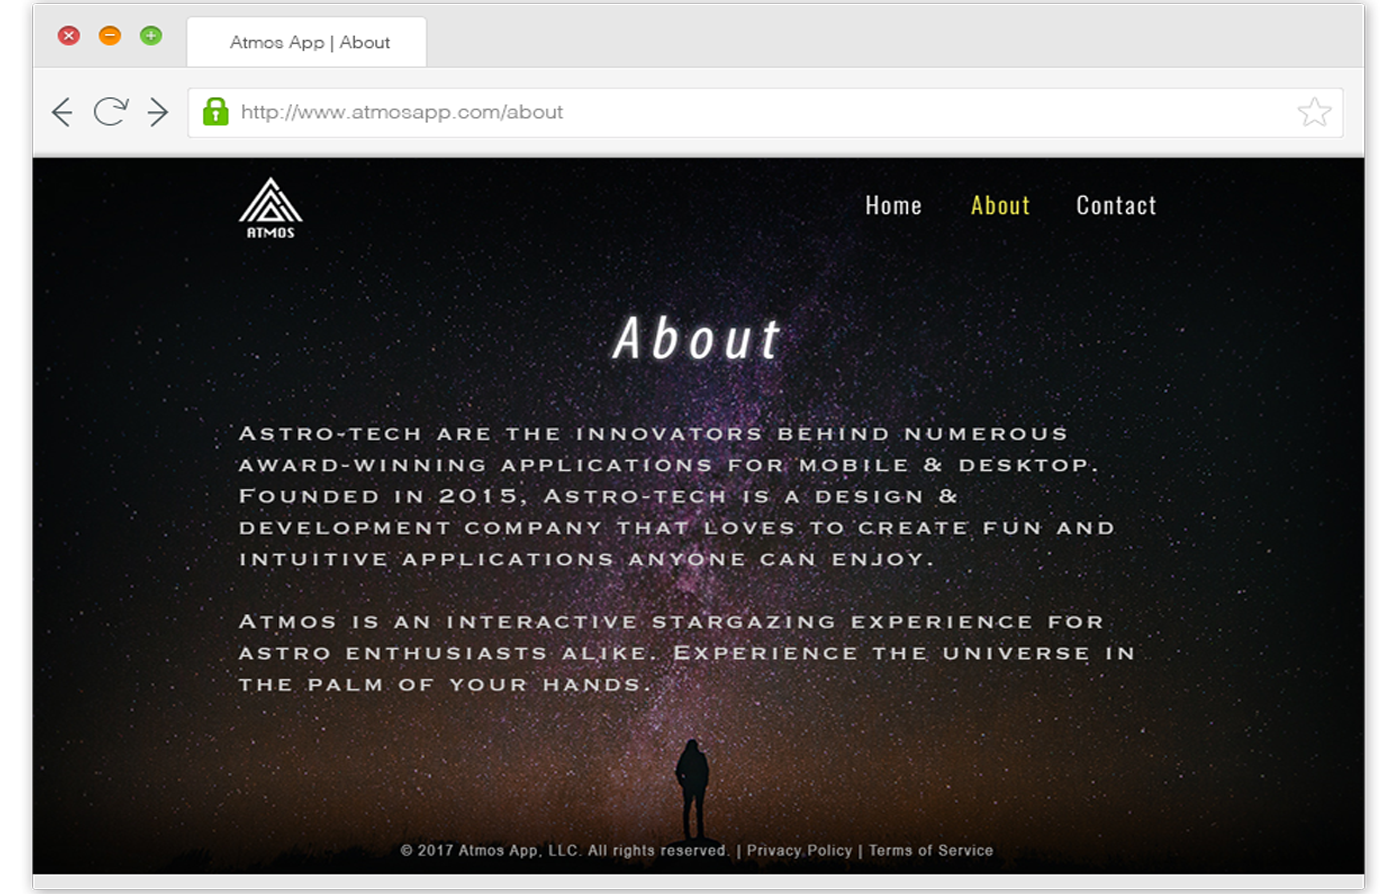 Atmos App | About
http://www.atmosapp.com/about
ATMOS
Home About Contact
About
Astro-tech are the innovators behind numerous
award-winning applications for mobile & desktop.
Founded in 2015, Astro-tech is a design &
development company that loves to create fun and
intuitive applications anyone can enjoy.
Atmos is an interactive stargazing experience for
astro enthusiasts alike. Experience the universe in
the palm of your hands.
© 2017 Atmos App, LLC. All rights reserved. | Privacy Policy | Terms of Service